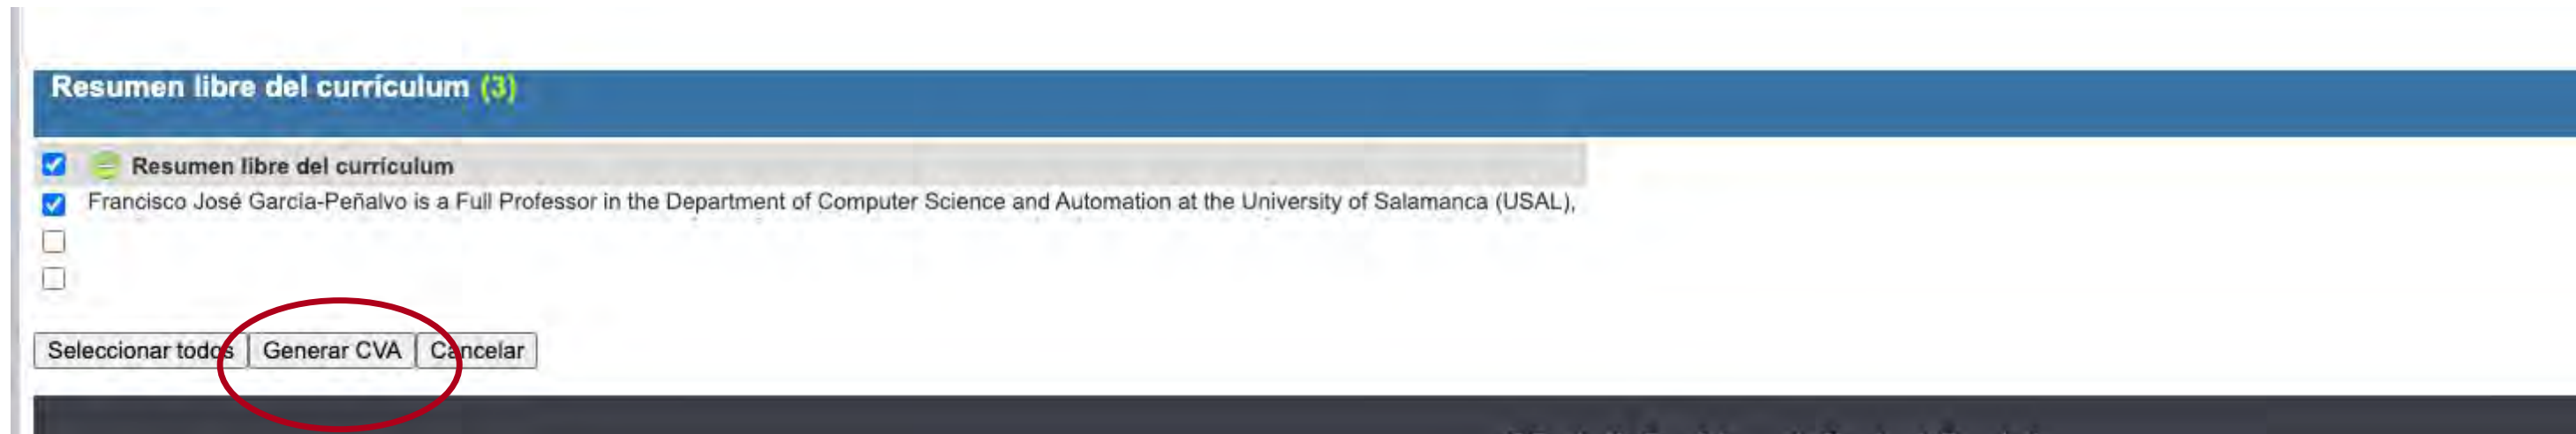 Resumen libre del currículum (3)
Resumen libre del currículum
Francisco José García-Peñalvo is a Full Professor in the Department of Computer Science and Automation at the University of Salamanca (USAL),
Seleccionar todos Generar CVA Cancelar